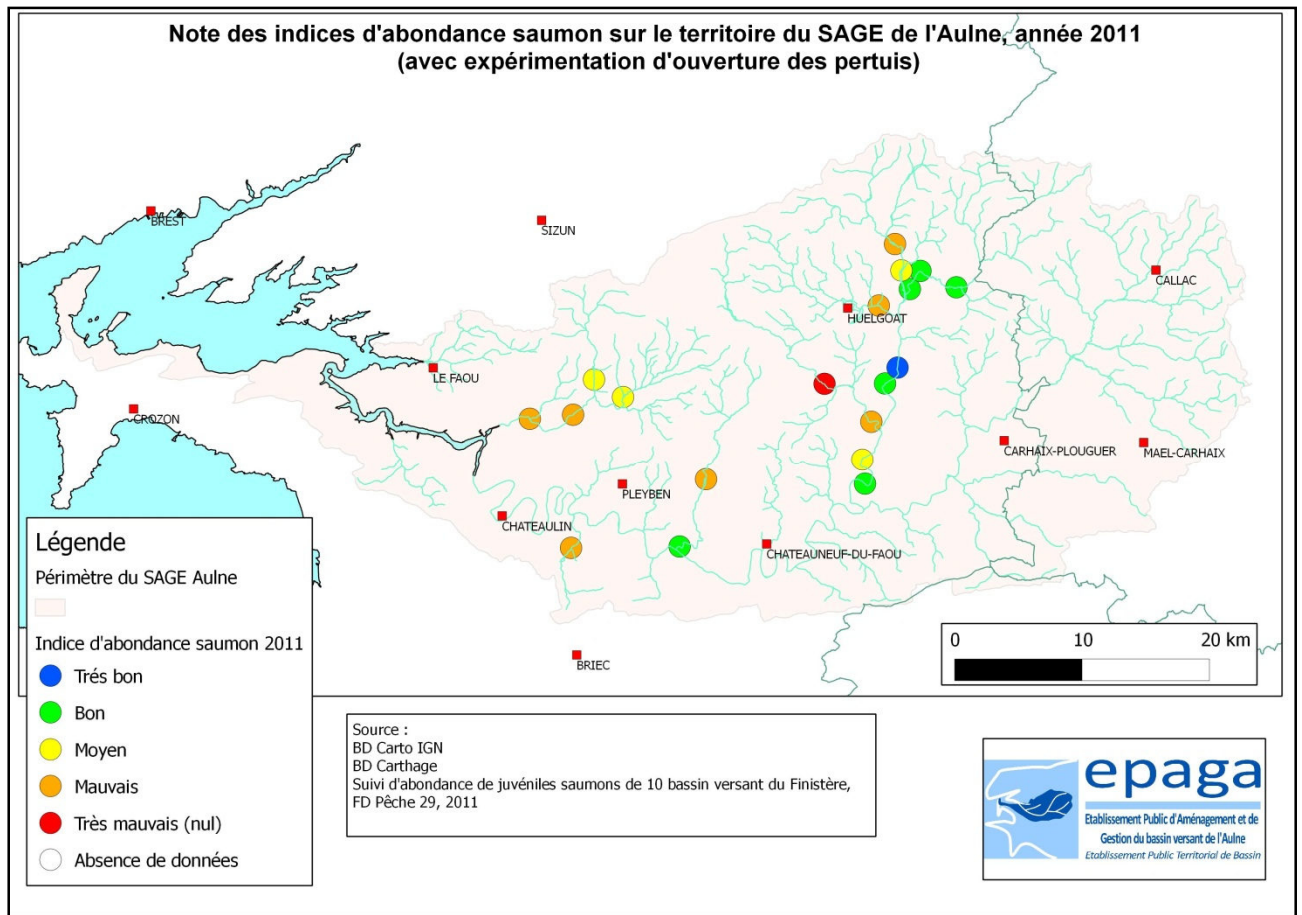 Note des indices d'abondance saumon sur le territoire du SAGE de l'Aulne, année 2011
(avec expérimentation d'ouverture des pertuis)
BREST
SIZUN
CALLAC
HUELGOAT
LE FAOU
CROZON
CARHAIX-PLOUGUER
MAEL-CARHAIX
PLEYBEN
CHATEAULIN
CHATEAUNEUF-DU-FAOU
BRIEC
Légende
Périmètre du SAGE Aulne
Indice d'abondance saumon 2011
Trés bon
Bon
Moyen
Mauvais
Très mauvais (nul)
Absence de données
0 10 20 km
Source :
BD Carto IGN
BD Carthage
Suivi d'abondance de juvéniles saumons de 10 bassin versant du Finistère,
FD Pêche 29, 2011
epaga
Etablissement Public d'Aménagement et de
Gestion du bassin versant de l'Aulne
Etablissement Public Territorial de Bassin